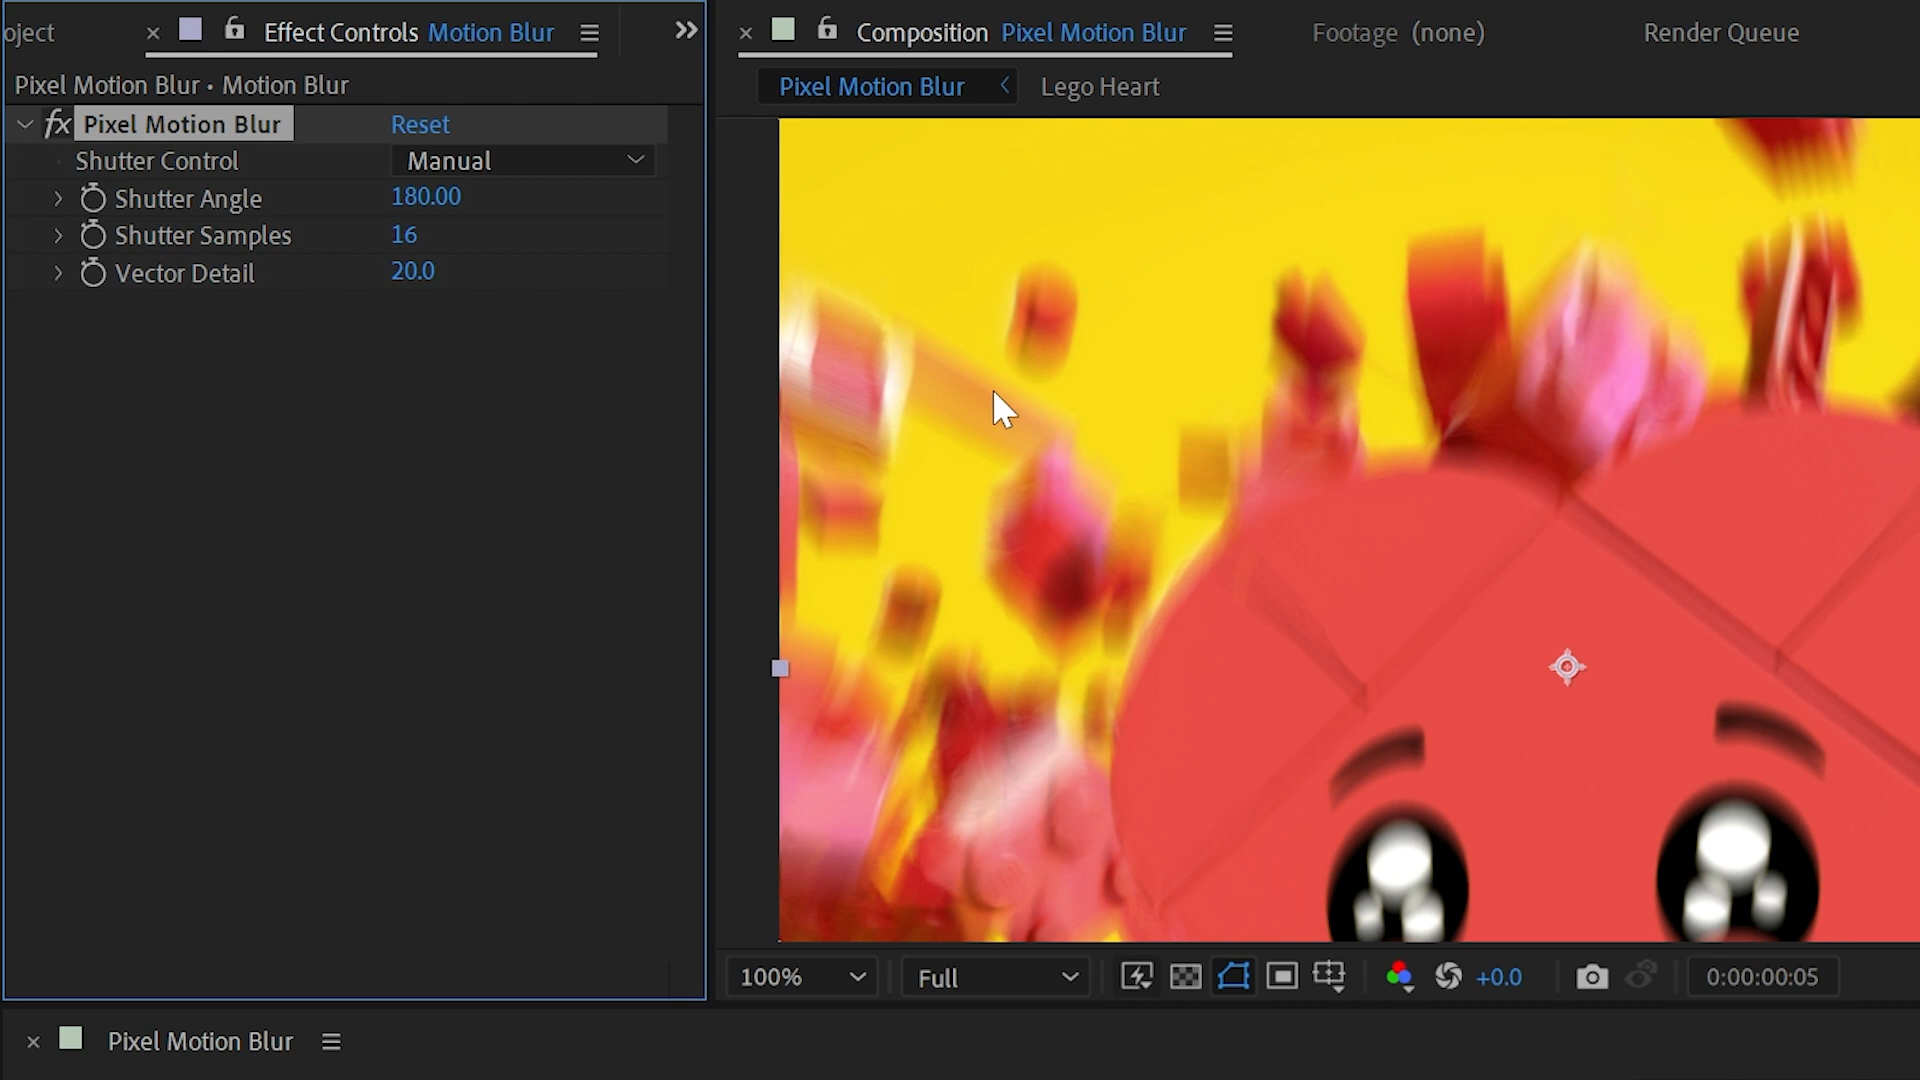 oject
Effect Controls Motion Blur
Pixel Motion Blur • Motion Blur
fx Pixel Motion Blur Reset
Shutter Control Manual
Shutter Angle 180.00
Shutter Samples 16
Vector Detail 20.0
Composition Pixel Motion Blur
Footage (none)
Render Queue
Pixel Motion Blur
Lego Heart
100%
Full
+0.0
0:00:00:05
Pixel Motion Blur